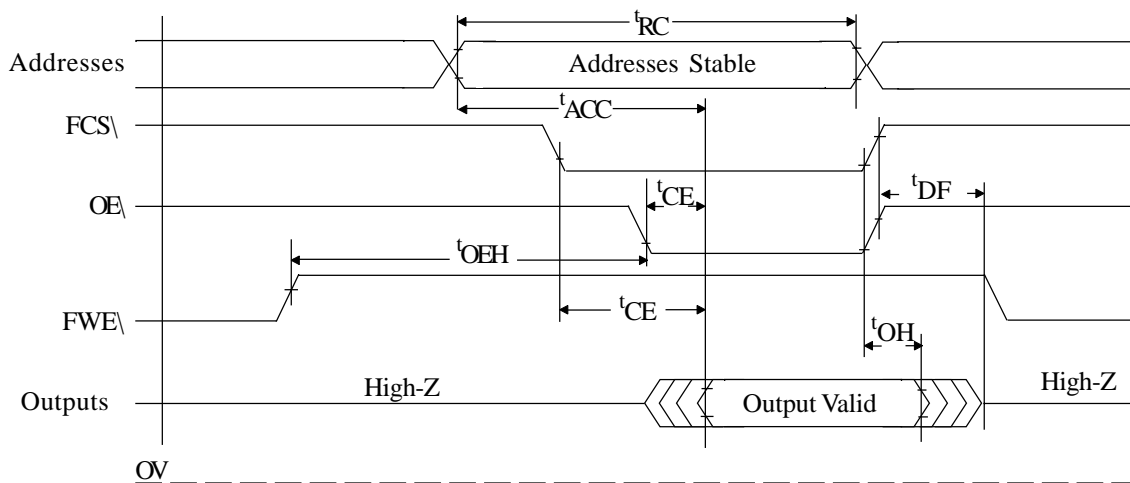 tRC
Addresses
Addresses Stable
tACC
FCS\
tCE
tDF
OE\
tOEH
tCE
FWE\
tOH
High-Z
High-Z
Outputs
Output Valid
OV